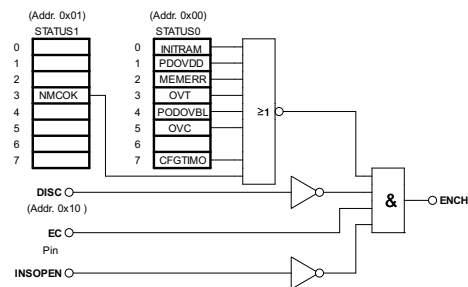 (Addr. 0x01) (Addr. 0x00)
STATUS1 STATUS0
0 0 INITRAM
1 1 PDOVDD
2 2 MEMERR
3 NMCOK 3 OVT
4 4 PODOVBL ≥1
5 5 OVC
6 6
7 7 CFGTIMO
DISC
(Addr. 0x10 )
& ENCH
EC
Pin
INSOPEN